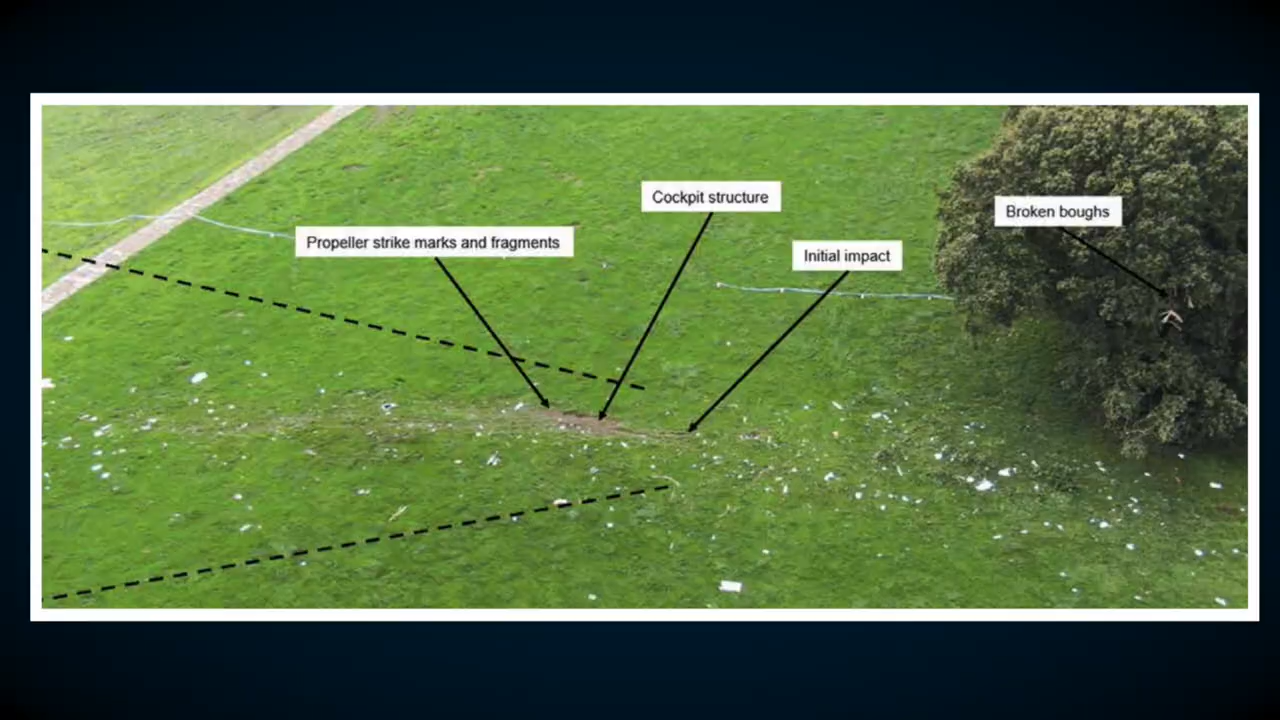 Cockpit structure
Broken boughs
Propeller strike marks and fragments
Initial impact